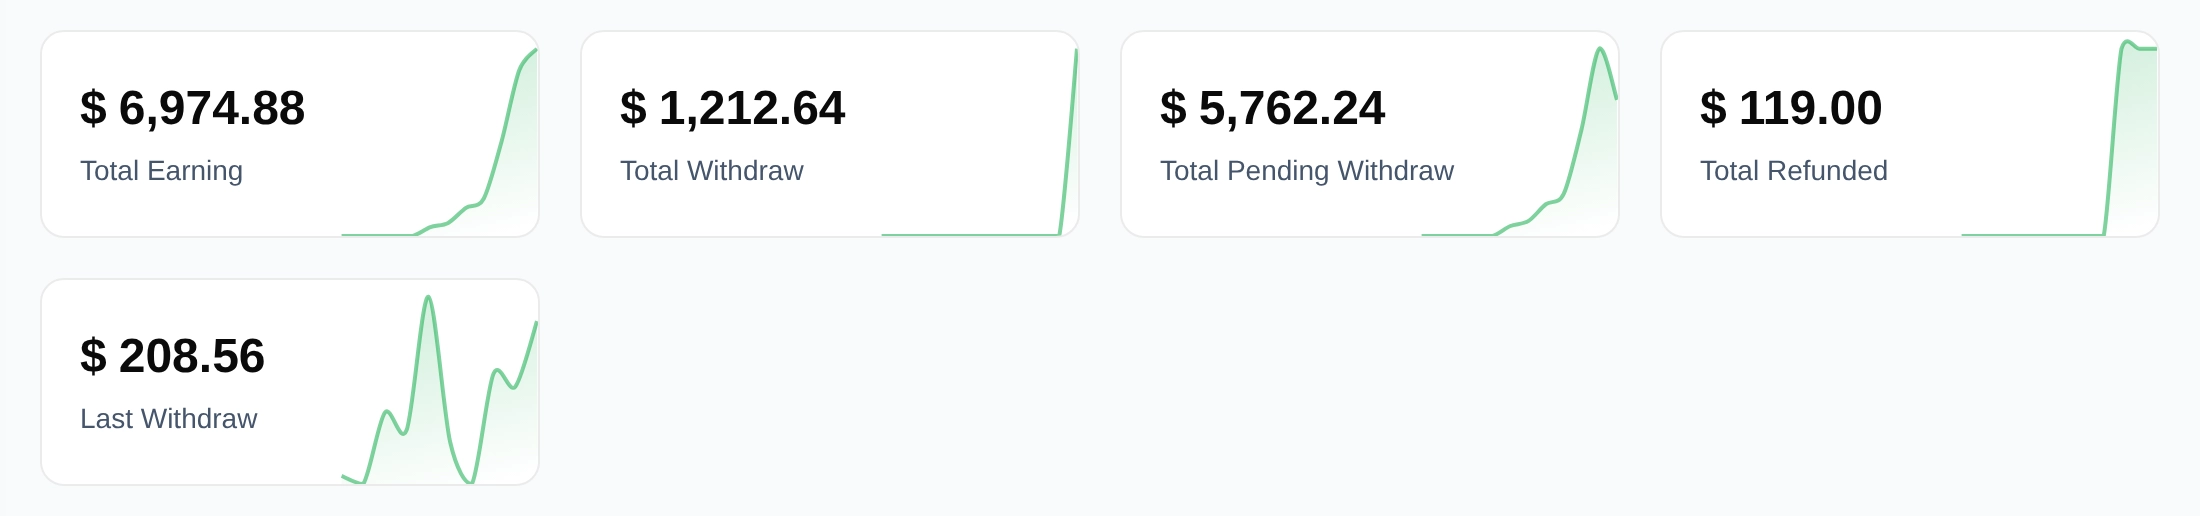 $ 6,974.88
Total Earning
$ 1,212.64
Total Withdraw
$ 5,762.24
Total Pending Withdraw
$ 119.00
Total Refunded
$ 208.56
Last Withdraw